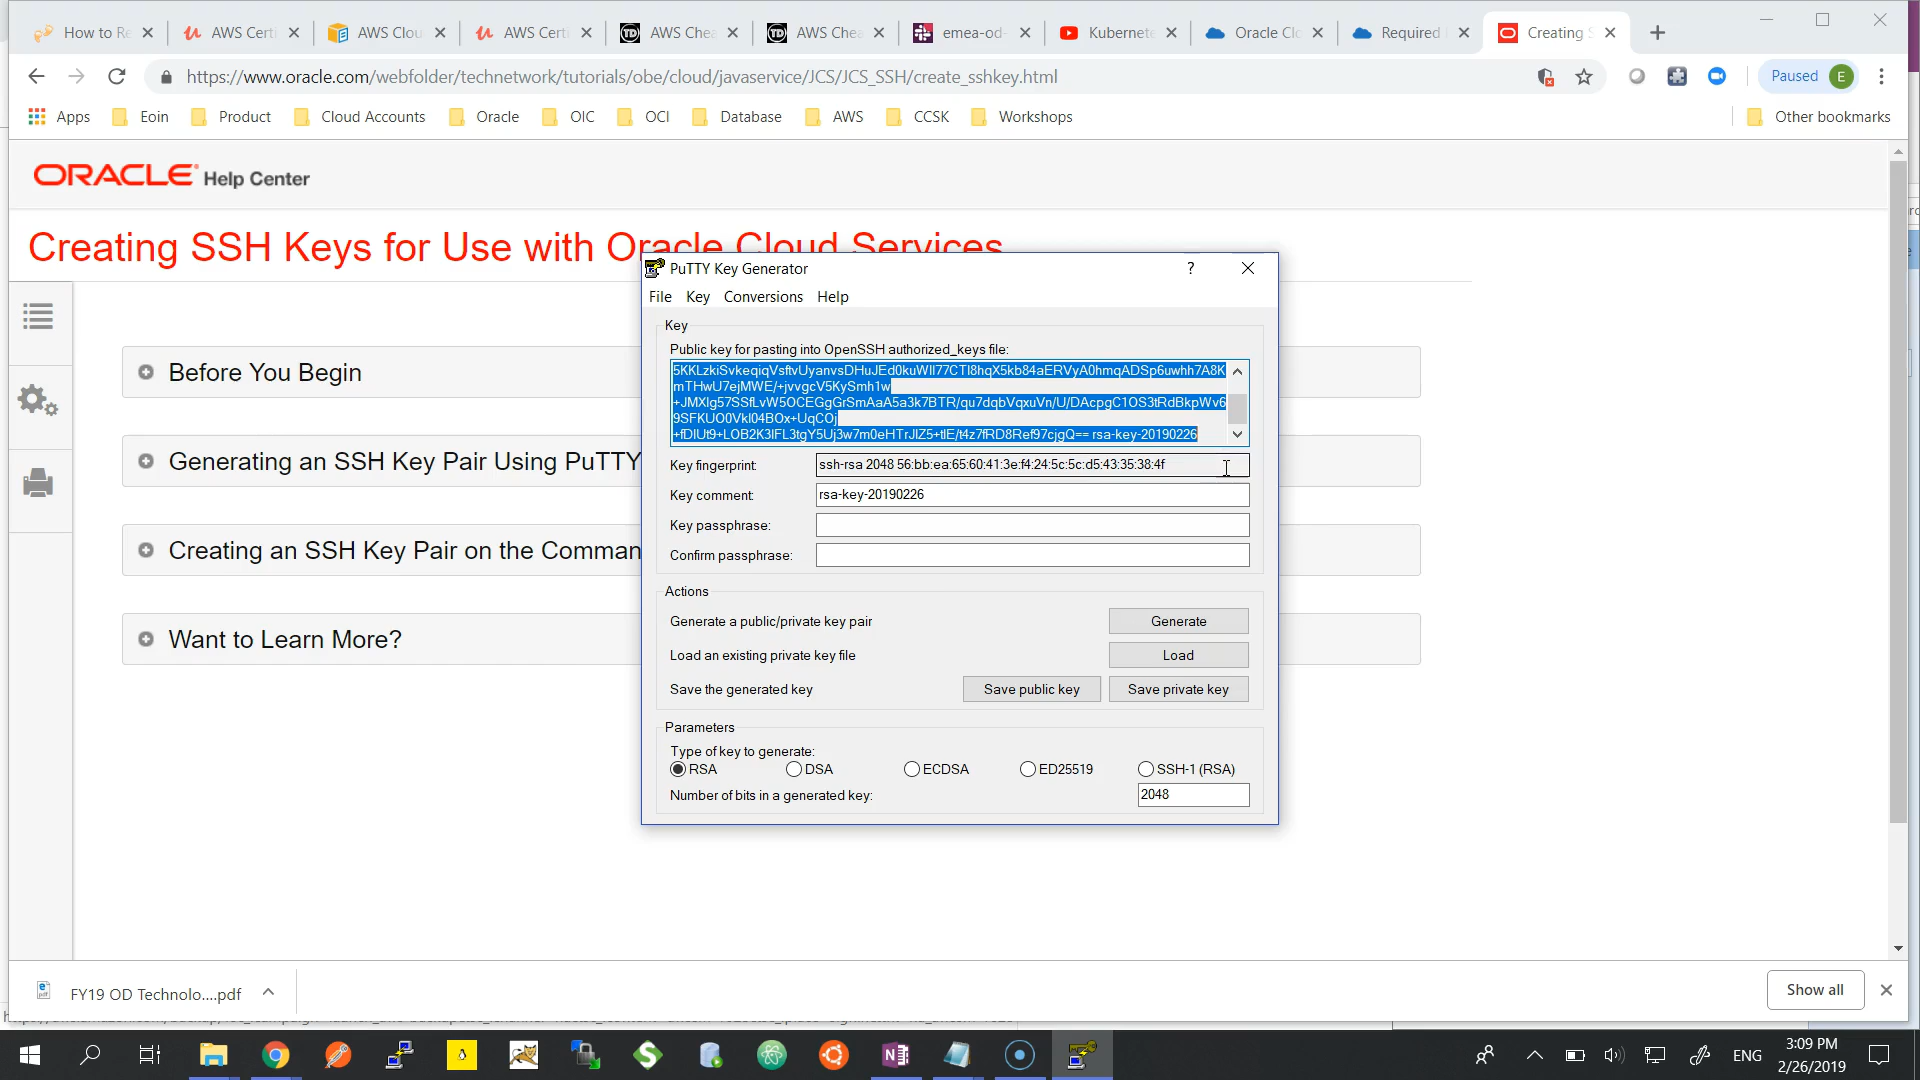 How to Re
AWS Certi
AWS Clou
AWS Certi
AWS Chea
AWS Chea
emea-od-
Kubernete
Oracle Clo
Required
Creating S
https://www.oracle.com/webfolder/technetwork/tutorials/obe/cloud/javaservice/JCS/JCS_SSH/create_sshkey.html
Paused E
Apps Eoin Product Cloud Accounts Oracle OIC OCI Database AWS CCSK Workshops Other bookmarks
ORACLE Help Center
Creating SSH Keys for Use with Oracle Cloud Services
Before You Begin
Generating an SSH Key Pair Using PuTTY
Creating an SSH Key Pair on the Comman
Want to Learn More?
PuTTY Key Generator ?
File Key Conversions Help
Key
Public key for pasting into OpenSSH authorized_keys file:
5KKLzkiSvkeqiqVsftvUyanvsDHuJEd0kuWIl77CTI8hqX5kb84aERVyA0hmqADSp6uwhh7A8K
mTHwU7ejMWE/+jvvgcV5KySmh1w
+JMXlg57SSfLvW5OCEGgGrSmAaA5a3k7BTR/qu7dqbVqxuVn/U/DAcpgC1OS3tRdBkpWv6
9SFKUO0Vkl04BOx+UqCOj
+fDlUt9+LOB2K3IFL3tgY5Uj3w7m0eHTrJlZ5+tlE/t4z7fRD8Ref97cjgQ== rsa-key-20190226
Key fingerprint: ssh-rsa 2048 56:bb:ea:65:60:41:3e:f4:24:5c:5c:d5:43:35:38:4f
Key comment: rsa-key-20190226
Key passphrase:
Confirm passphrase:
Actions
Generate a public/private key pair Generate
Load an existing private key file Load
Save the generated key Save public key Save private key
Parameters
Type of key to generate:
RSA DSA ECDSA ED25519 SSH-1 (RSA)
Number of bits in a generated key: 2048
FY19 OD Technolo....pdf
Show all
ENG
3:09 PM
2/26/2019